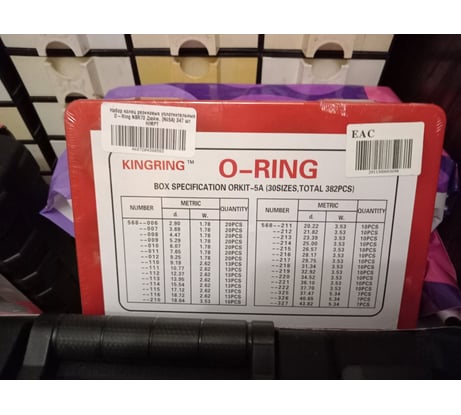 Набор колец резиновых уплотнительных
O-Ring NBR70 Дюйм. (NO5A) 347 шт
EAC
KINGRING™ O-RING
BOX SPECIFICATION ORKIT-5A (30SIZES,TOTAL 382PCS)
NUMBER METRIC QUANTITY NUMBER METRIC QUANTITY
d. w. d. w.
568--006 2.90 1.78 20PCS 568--211 20.22 3.53 10PCS
--007 3.69 1.78 20PCS --212 21.82 3.53 10PCS
--008 4.47 1.78 20PCS --213 23.39 3.53 10PCS
--009 5.29 1.78 20PCS --214 25.00 3.53 10PCS
--010 6.07 1.78 20PCS --215 26.57 3.53 10PCS
--011 7.65 1.78 20PCS --216 28.17 3.53 10PCS
--012 9.25 1.78 20PCS --217 29.75 3.53 10PCS
--110 9.19 2.62 13PCS --218 31.34 3.53 10PCS
--111 10.77 2.62 13PCS --219 32.92 3.53 10PCS
--112 12.37 2.62 13PCS --220 34.52 3.53 10PCS
--113 13.95 2.62 13PCS --221 36.10 3.53 10PCS
--114 15.54 2.62 13PCS --222 37.70 3.53 10PCS
--115 17.12 2.62 13PCS 37.47 5.34 7PCS
--116 18.72 2.62 13PCS --326 40.65 5.34 7PCS
--210 18.64 3.53 10PCS --327 43.82 5.34 7PCS